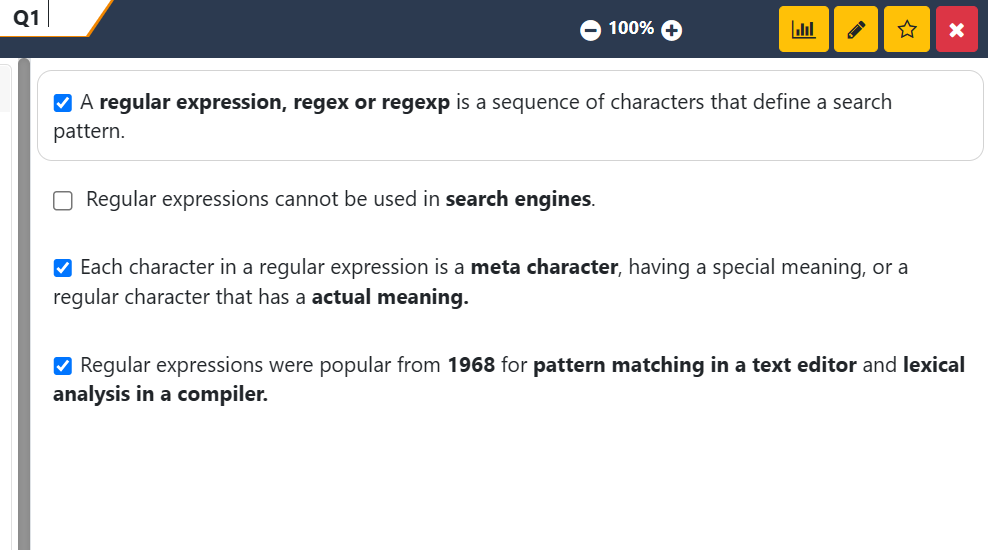 Q1
100%
A regular expression, regex or regexp is a sequence of characters that define a search
pattern.
Regular expressions cannot be used in search engines.
Each character in a regular expression is a meta character, having a special meaning, or a
regular character that has a actual meaning.
Regular expressions were popular from 1968 for pattern matching in a text editor and lexical
analysis in a compiler.